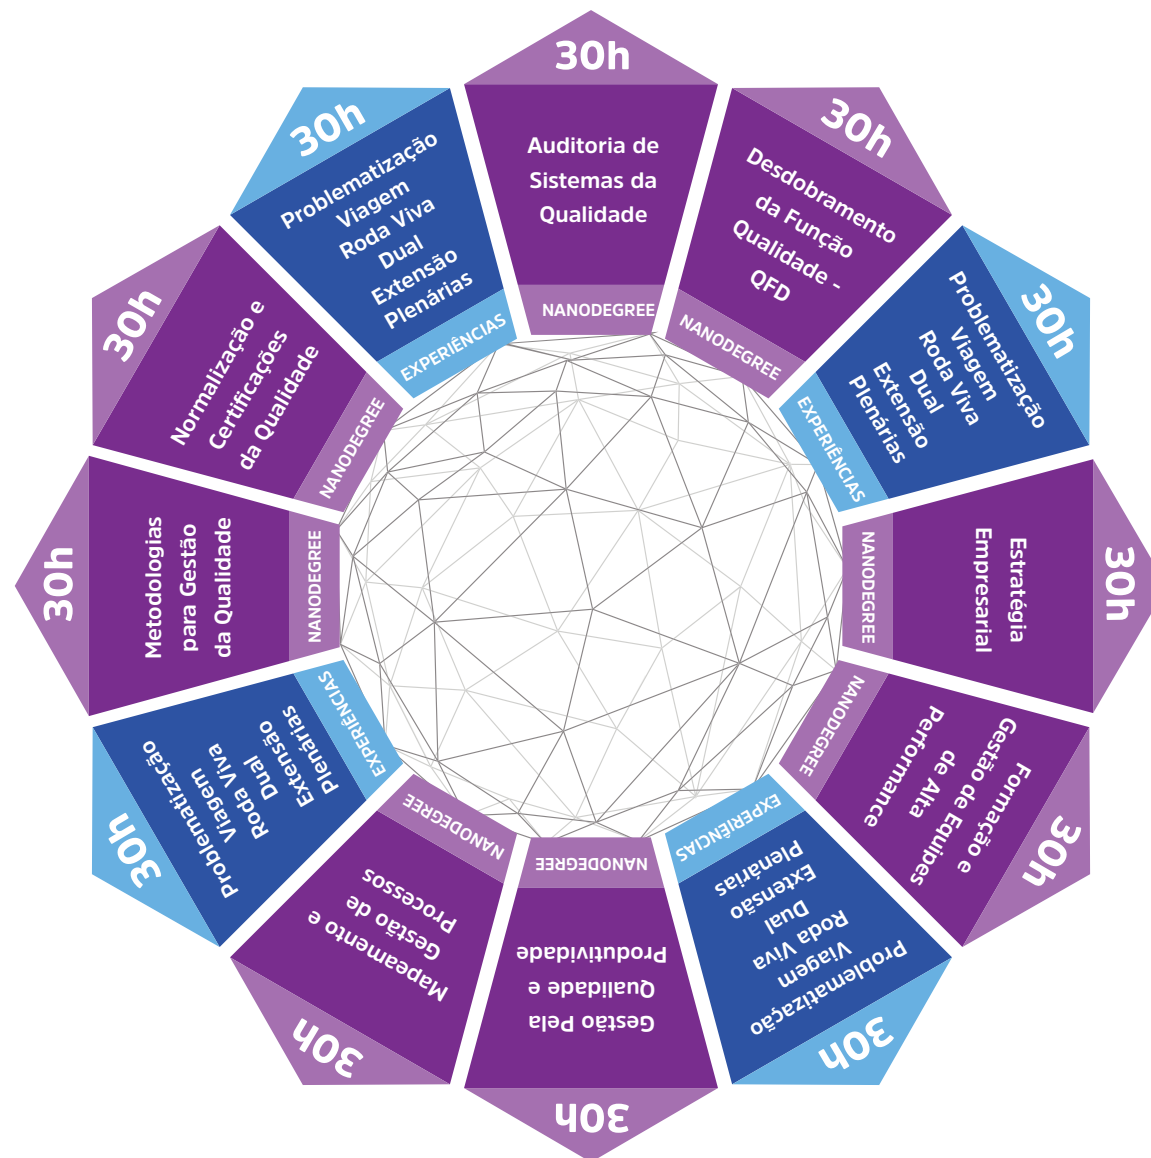 30h
Auditoria de
Sistemas da
Qualidade
NANODEGREE
30h
Desdobramento
da Função
Qualidade -
QFD
NANODEGREE
30h
Problematização
Viagem
Roda Viva
Dual
Extensão
Plenárias
EXPERIÊNCIAS
30h
Estratégia
Empresarial
NANODEGREE
30h
Formação e
Gestão de Equipes
de Alta
Performance
NANODEGREE
30h
Problematização
Viagem
Roda Viva
Dual
Extensão
Plenárias
EXPERIÊNCIAS
30h
Gestão Pela
Qualidade e
Produtividade
NANODEGREE
30h
Mapeamento e
Gestão de
Processos
NANODEGREE
30h
Problematização
Viagem
Roda Viva
Dual
Extensão
Plenárias
EXPERIÊNCIAS
30h
Metodologias
para Gestão
da Qualidade
NANODEGREE
30h
Normalização e
Certificações
da Qualidade
NANODEGREE
30h
Problematização
Viagem
Roda Viva
Dual
Extensão
Plenárias
EXPERIÊNCIAS